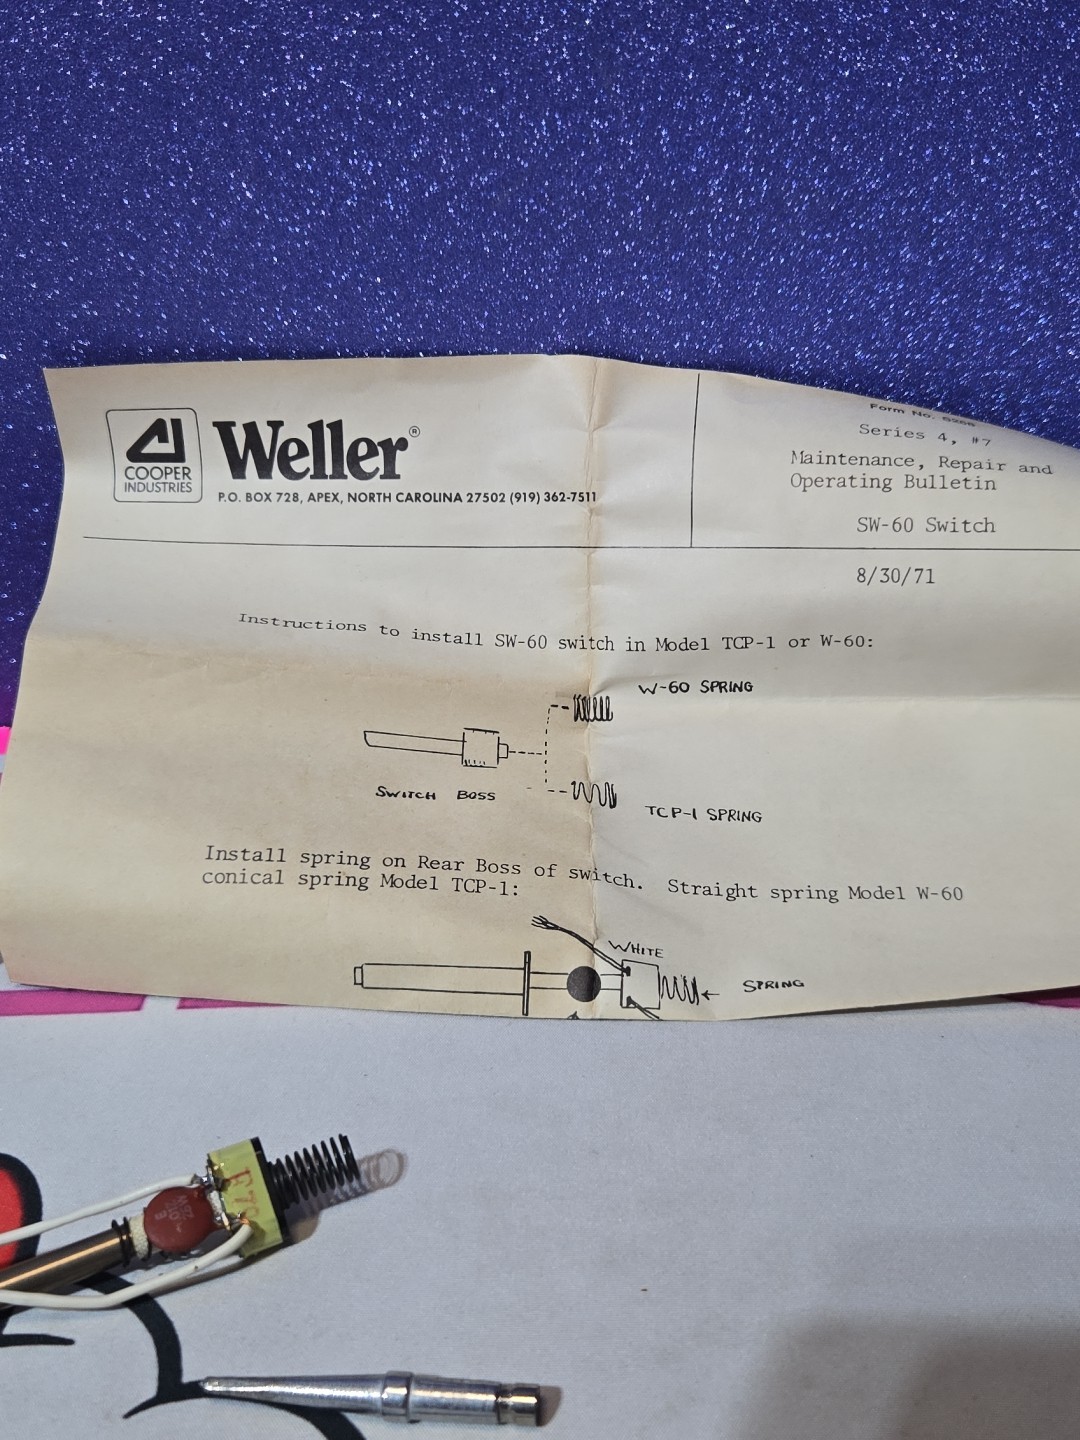 COOPER
INDUSTRIES
Weller®
P.O. BOX 728, APEX, NORTH CAROLINA 27502 (919) 362-7511
Form No.
Series 4, #7
Maintenance, Repair and
Operating Bulletin
SW-60 Switch
8/30/71
Instructions to install SW-60 switch in Model TCP-1 or W-60:
W-60 SPRING
SWITCH BOSS
TCP-1 SPRING
Install spring on Rear Boss of switch. Straight spring Model W-60
conical spring Model TCP-1:
WHITE
SPRING